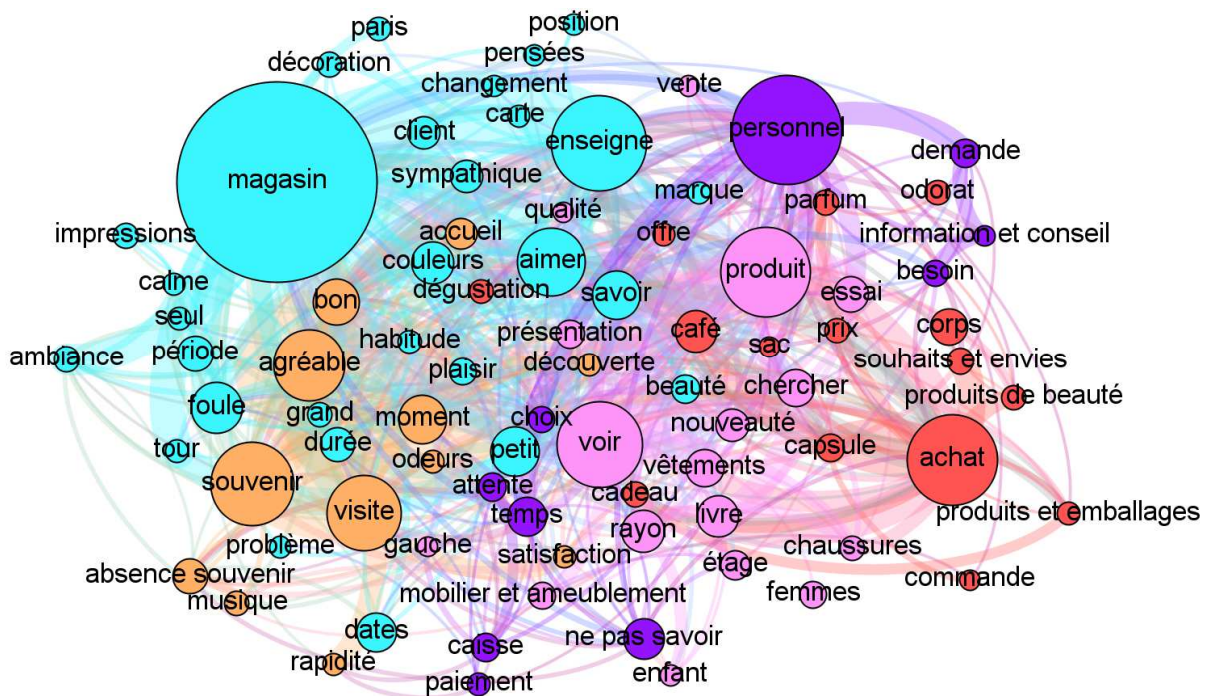 paris
position
décoration
pensées
changement
vente
carte
client
enseigne
personnel
demande
magasin
sympathique
marque
odorat
parfum
qualité
impressions
accueil
offre
information et conseil
couleurs
aimer
produit
besoin
calme
dégustation
savoir
essai
bon
seul
présentation
café
prix
corps
habitude
ambiance
période
agréable
sac
souhaits et envies
découverte
plaisir
beauté
chercher
produits de beauté
foule
grand
moment
choix
nouveauté
durée
voir
tour
petit
capsule
achat
odeurs
vêtements
souvenir
attente
cadeau
visite
temps
livre
produits et emballages
rayon
problème
gauche
satisfaction
chaussures
absence souvenir
étage
commande
musique
mobilier et ameublement
femmes
dates
caisse
ne pas savoir
rapidité
enfant
paiement